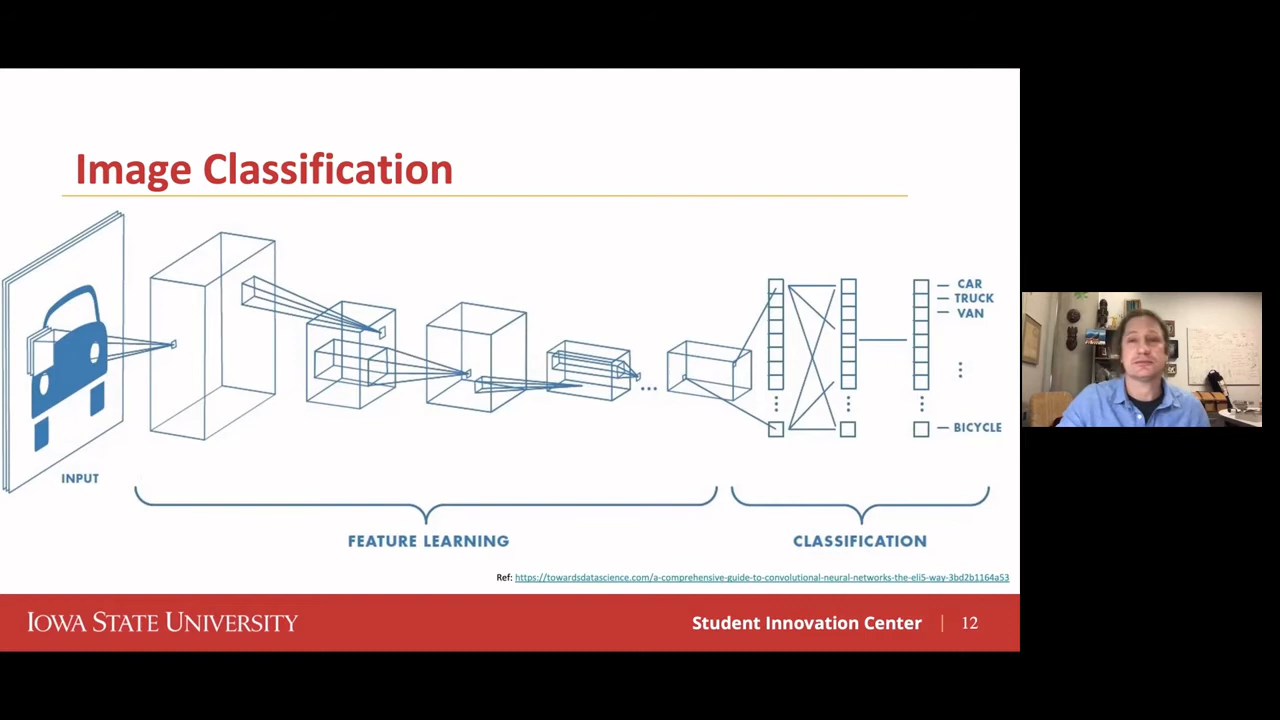 Image Classification
CAR
TRUCK
VAN
BICYCLE
INPUT
FEATURE LEARNING
CLASSIFICATION
Ref: https://towardsdatascience.com/a-comprehensive-guide-to-convolutional-neural-networks-the-eli5-way-3bd2b1164a53
IOWA STATE UNIVERSITY
Student Innovation Center | 12